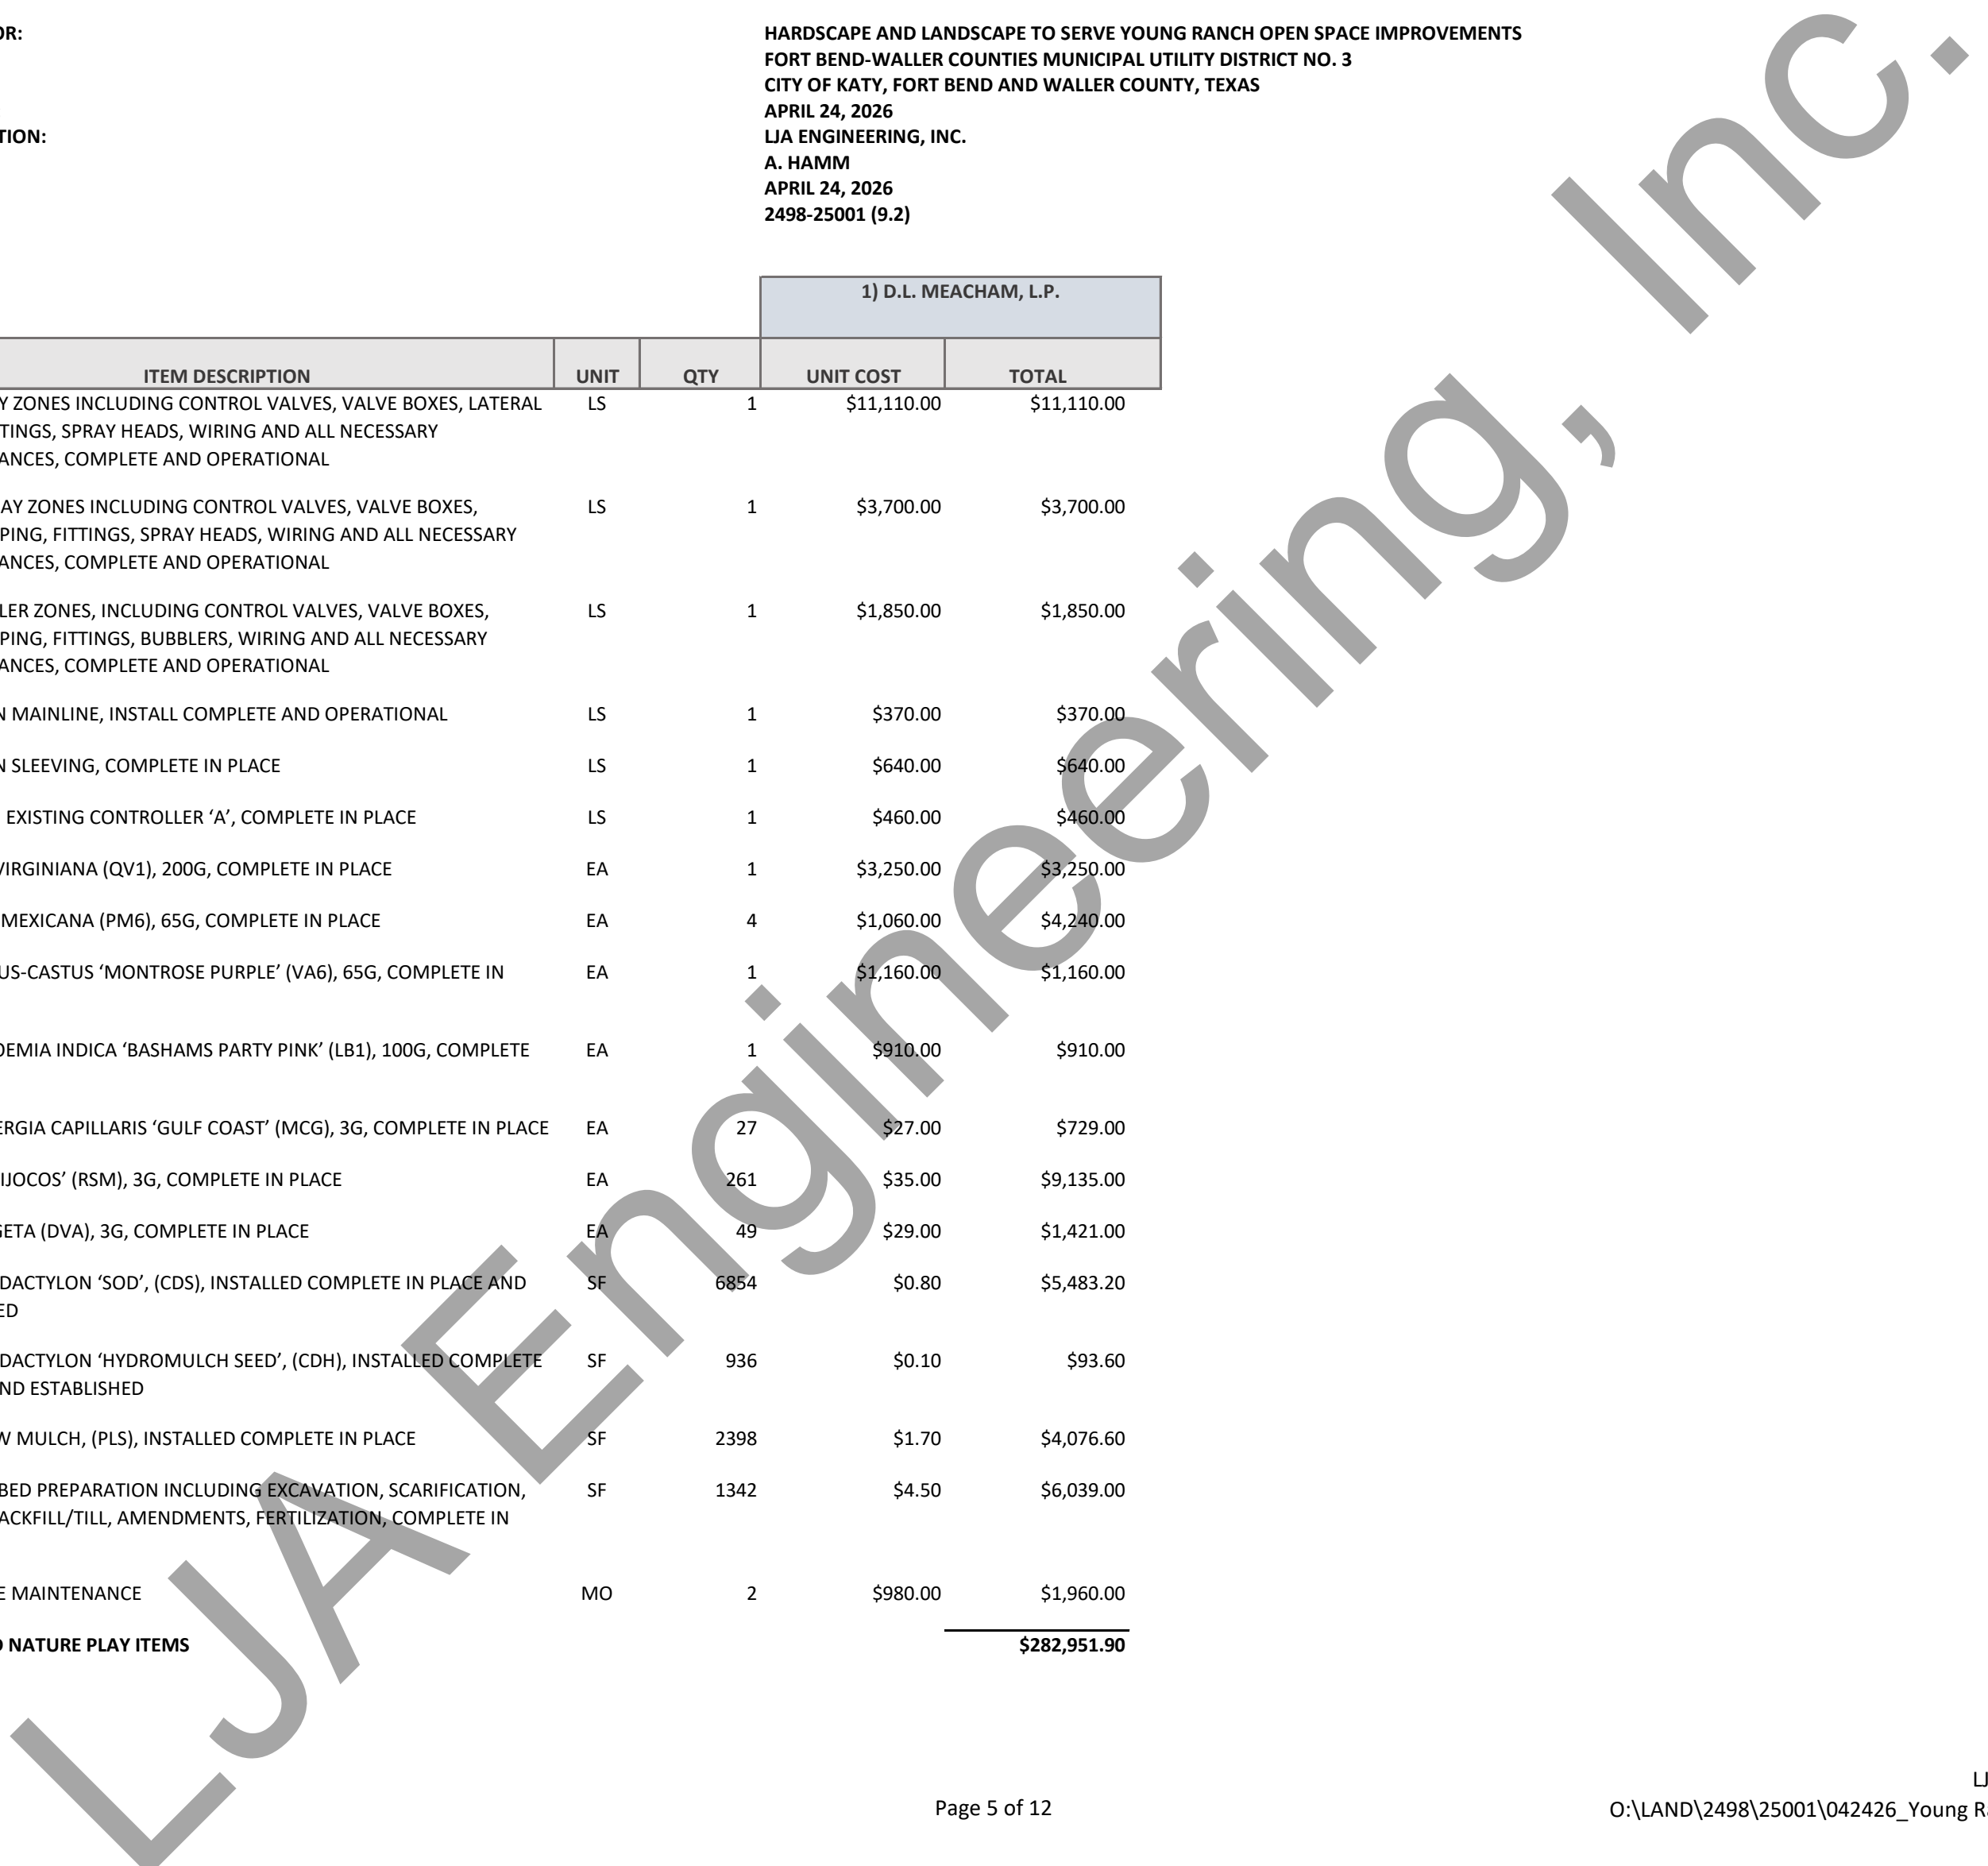 OR:
HARDSCAPE AND LANDSCAPE TO SERVE YOUNG RANCH OPEN SPACE IMPROVEMENTS
FORT BEND-WALLER COUNTIES MUNICIPAL UTILITY DISTRICT NO. 3
CITY OF KATY, FORT BEND AND WALLER COUNTY, TEXAS
APRIL 24, 2026
TION: LJA ENGINEERING, INC.
A. HAMM
APRIL 24, 2026
2498-25001 (9.2)
1) D.L. MEACHAM, L.P.
ITEM DESCRIPTION UNIT QTY UNIT COST TOTAL
Y ZONES INCLUDING CONTROL VALVES, VALVE BOXES, LATERAL LS 1 $11,110.00 $11,110.00
TINGS, SPRAY HEADS, WIRING AND ALL NECESSARY
ANCES, COMPLETE AND OPERATIONAL
AY ZONES INCLUDING CONTROL VALVES, VALVE BOXES, LS 1 $3,700.00 $3,700.00
PING, FITTINGS, SPRAY HEADS, WIRING AND ALL NECESSARY
ANCES, COMPLETE AND OPERATIONAL
LER ZONES, INCLUDING CONTROL VALVES, VALVE BOXES, LS 1 $1,850.00 $1,850.00
PING, FITTINGS, BUBBLERS, WIRING AND ALL NECESSARY
ANCES, COMPLETE AND OPERATIONAL
N MAINLINE, INSTALL COMPLETE AND OPERATIONAL LS 1 $370.00 $370.00
N SLEEVING, COMPLETE IN PLACE LS 1 $640.00 $640.00
EXISTING CONTROLLER ‘A’, COMPLETE IN PLACE LS 1 $460.00 $460.00
VIRGINIANA (QV1), 200G, COMPLETE IN PLACE EA 1 $3,250.00 $3,250.00
MEXICANA (PM6), 65G, COMPLETE IN PLACE EA 4 $1,060.00 $4,240.00
US-CASTUS ‘MONTROSE PURPLE’ (VA6), 65G, COMPLETE IN EA 1 $1,160.00 $1,160.00
OEMIA INDICA ‘BASHAMS PARTY PINK’ (LB1), 100G, COMPLETE EA 1 $910.00 $910.00
ERGIA CAPILLARIS ‘GULF COAST’ (MCG), 3G, COMPLETE IN PLACE EA 27 $27.00 $729.00
IJOCOS’ (RSM), 3G, COMPLETE IN PLACE EA 261 $35.00 $9,135.00
GETA (DVA), 3G, COMPLETE IN PLACE EA 49 $29.00 $1,421.00
DACTYLON ‘SOD’, (CDS), INSTALLED COMPLETE IN PLACE AND SF 6854 $0.80 $5,483.20
ED
DACTYLON ‘HYDROMULCH SEED’, (CDH), INSTALLED COMPLETE SF 936 $0.10 $93.60
ND ESTABLISHED
W MULCH, (PLS), INSTALLED COMPLETE IN PLACE SF 2398 $1.70 $4,076.60
BED PREPARATION INCLUDING EXCAVATION, SCARIFICATION, SF 1342 $4.50 $6,039.00
ACKFILL/TILL, AMENDMENTS, FERTILIZATION, COMPLETE IN
E MAINTENANCE MO 2 $980.00 $1,960.00
D NATURE PLAY ITEMS $282,951.90
LJA Engineering, Inc.
LJ
Page 5 of 12
O:\LAND\2498\25001\042426_Young R